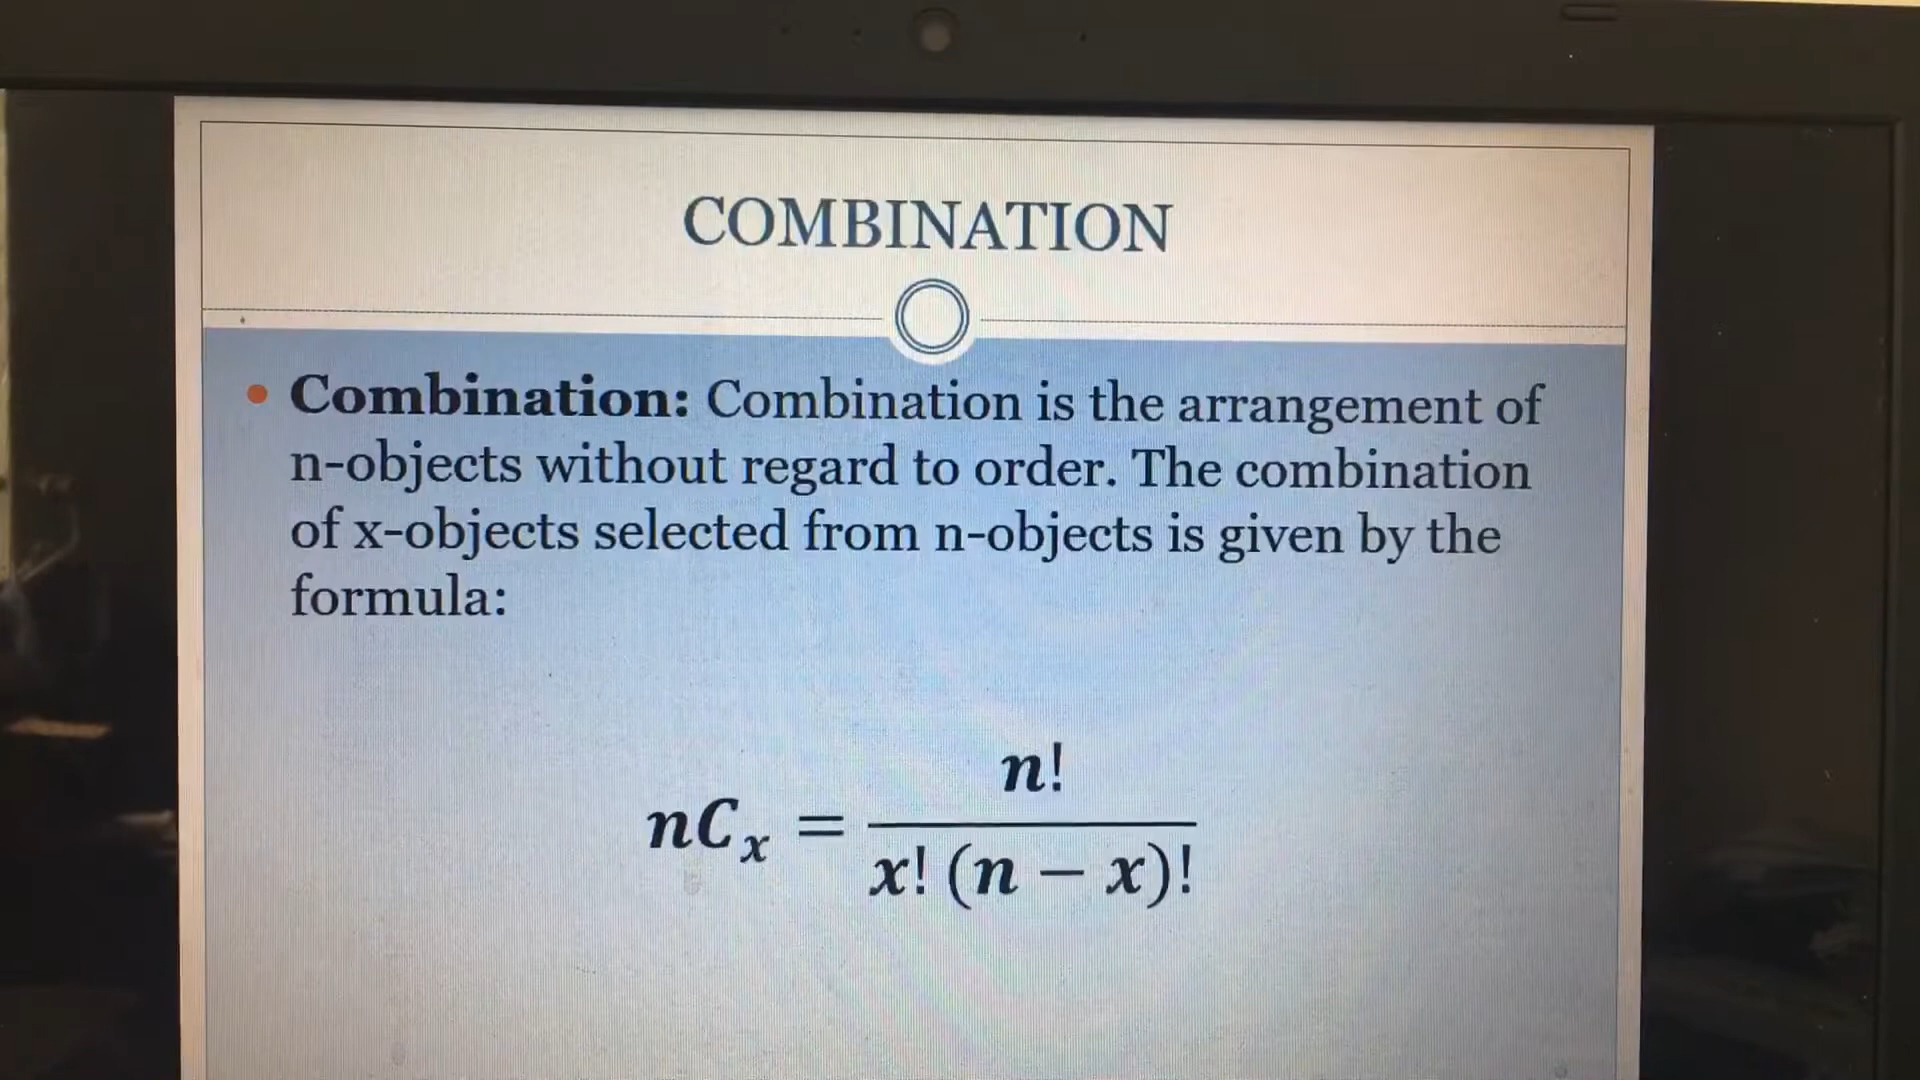 COMBINATION
• Combination: Combination is the arrangement of
n-objects without regard to order. The combination
of x-objects selected from n-objects is given by the
formula:
nCₓ = n! / x! (n − x)!